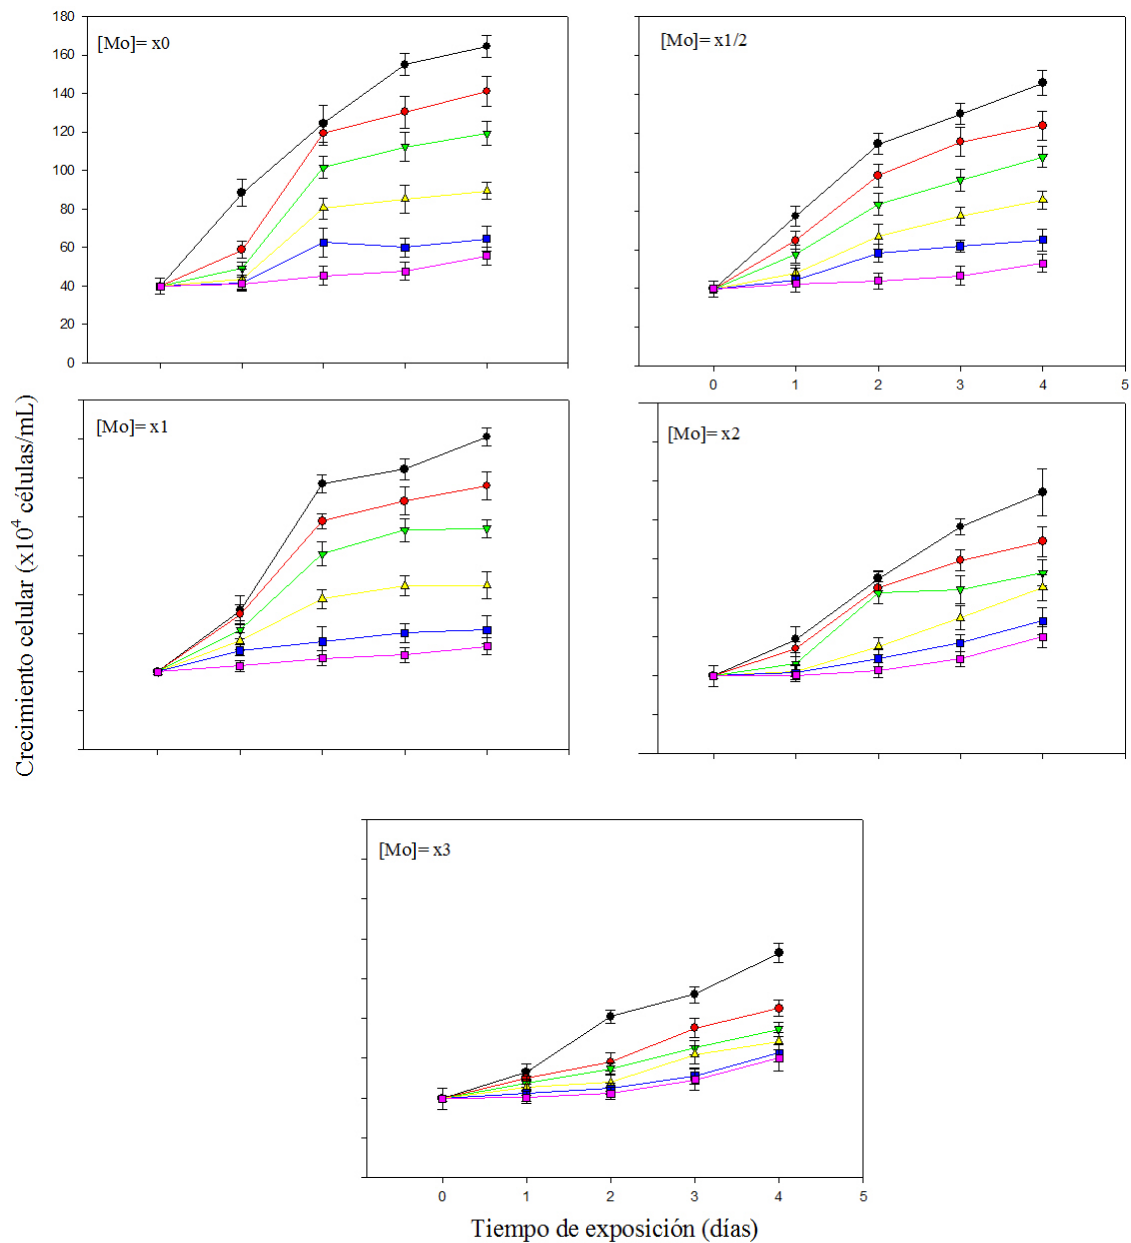 180
160
140
120
100
80
60
40
20
0
[Mo]= x0
[Mo]= x1/2
0 1 2 3 4 5
[Mo]= x1
[Mo]= x2
Crecimiento celular (x10⁴ células/mL)
[Mo]= x3
0 1 2 3 4 5
Tiempo de exposición (días)